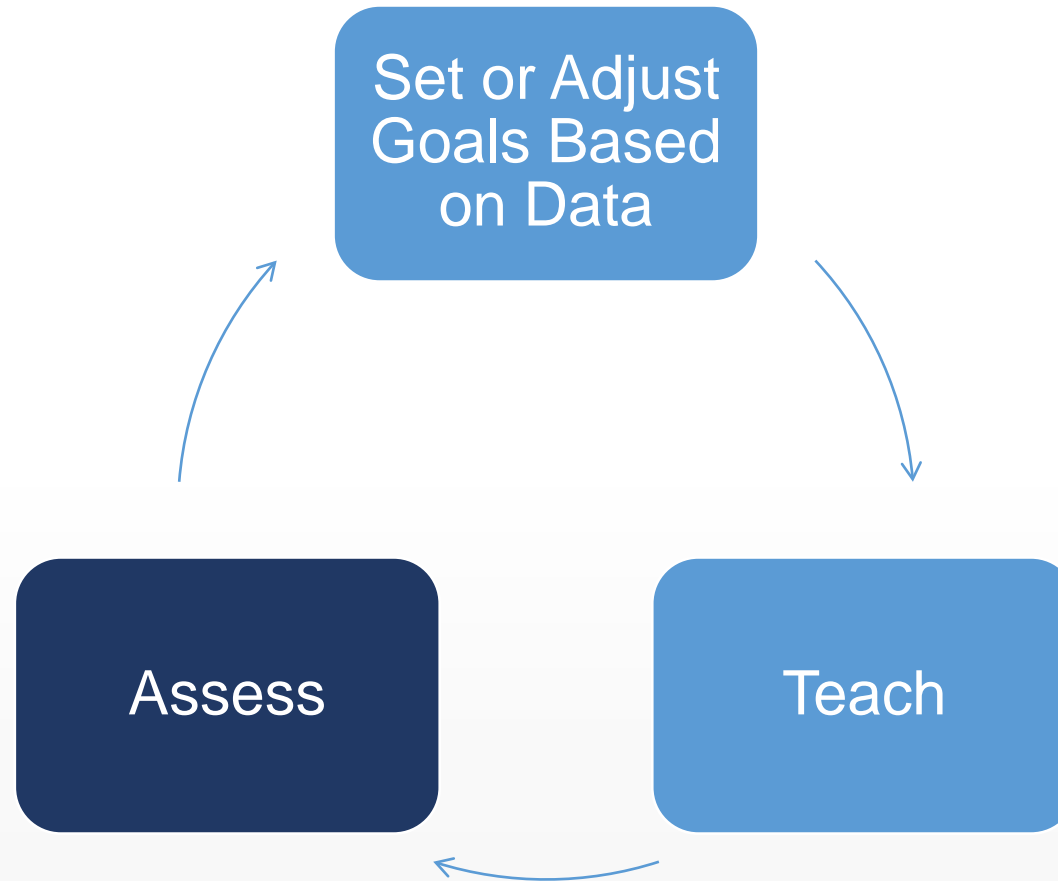 Set or Adjust
Goals Based
on Data
Assess
Teach